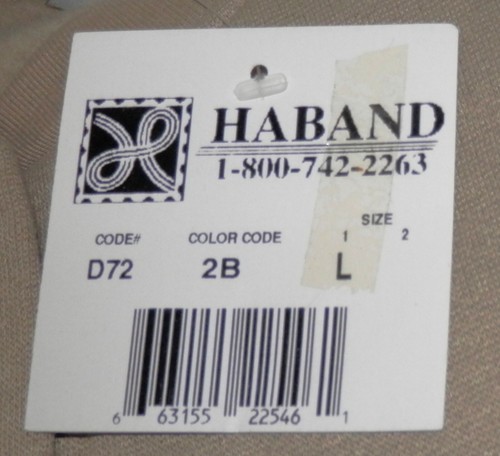 HABAND
1-800-742-2263
SIZE
CODE# COLOR CODE 1 2
D72 2B L
6 63155 22546 1